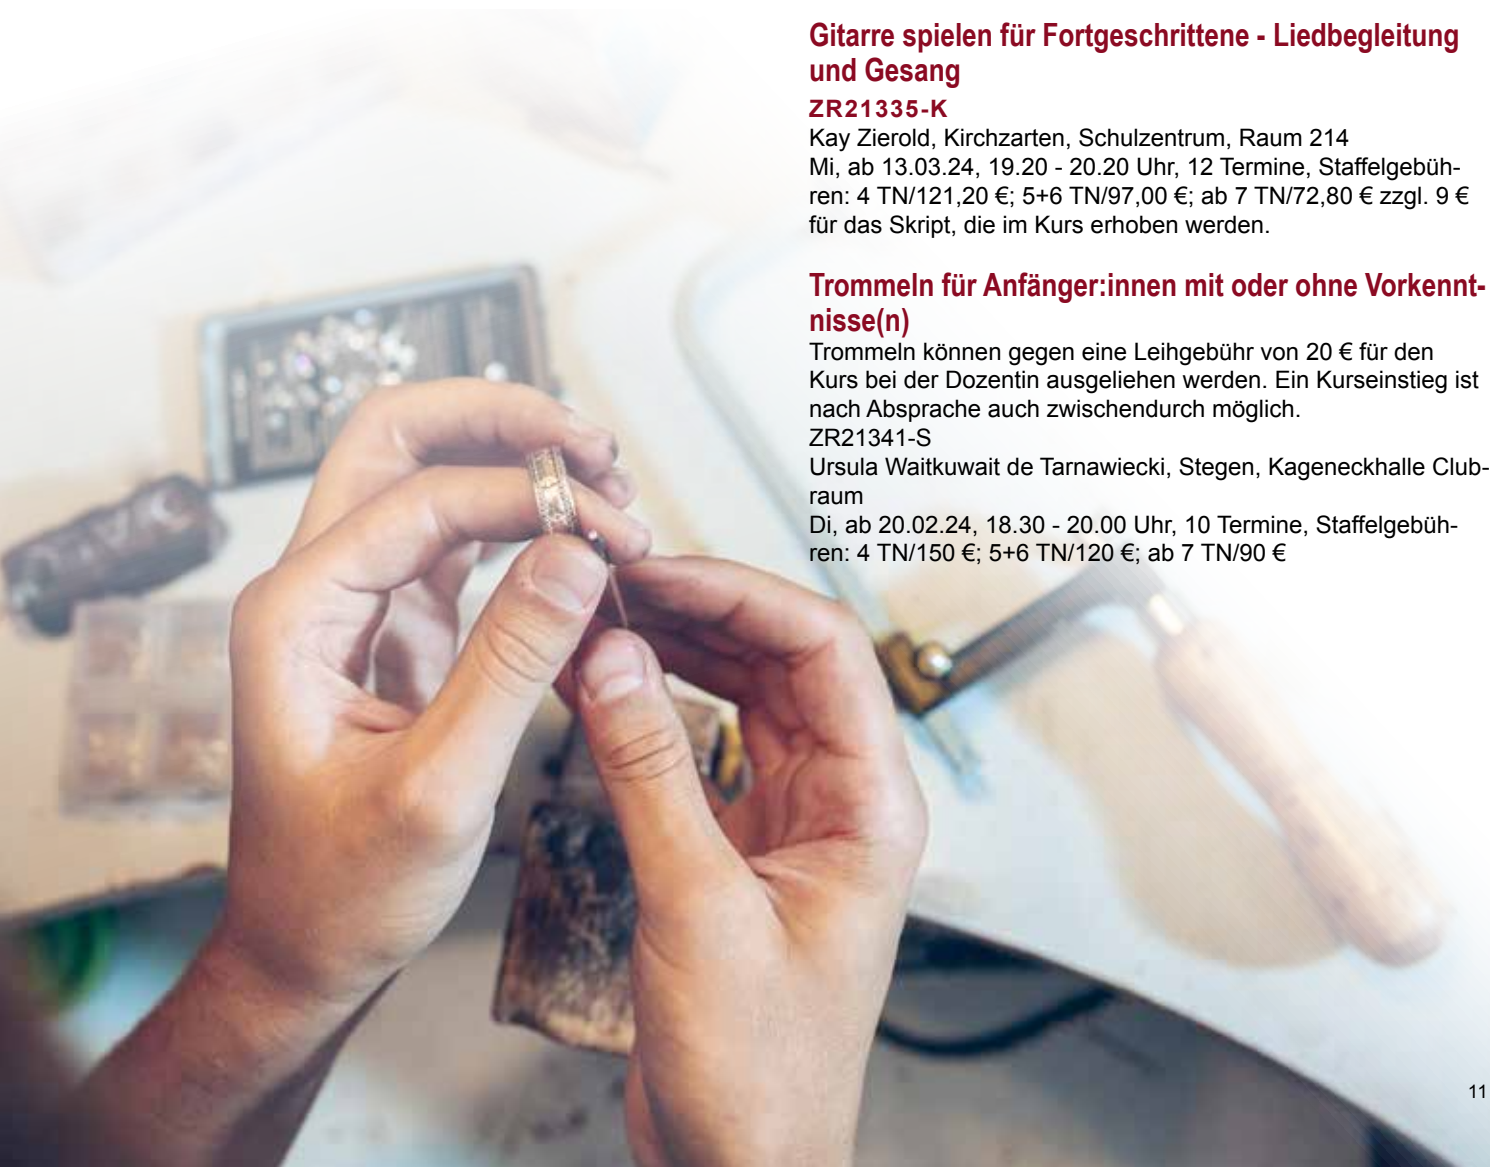 Gitarre spielen für Fortgeschrittene - Liedbegleitung
und Gesang
ZR21335-K
Kay Zierold, Kirchzarten, Schulzentrum, Raum 214
Mi, ab 13.03.24, 19.20 - 20.20 Uhr, 12 Termine, Staffelgebüh-
ren: 4 TN/121,20 €; 5+6 TN/97,00 €; ab 7 TN/72,80 € zzgl. 9 €
für das Skript, die im Kurs erhoben werden.
Trommeln für Anfänger:innen mit oder ohne Vorkennt-
nisse(n)
Trommeln können gegen eine Leihgebühr von 20 € für den
Kurs bei der Dozentin ausgeliehen werden. Ein Kurseinstieg ist
nach Absprache auch zwischendurch möglich.
ZR21341-S
Ursula Waitkuwait de Tarnawiecki, Stegen, Kageneckhalle Club-
raum
Di, ab 20.02.24, 18.30 - 20.00 Uhr, 10 Termine, Staffelgebüh-
ren: 4 TN/150 €; 5+6 TN/120 €; ab 7 TN/90 €
11